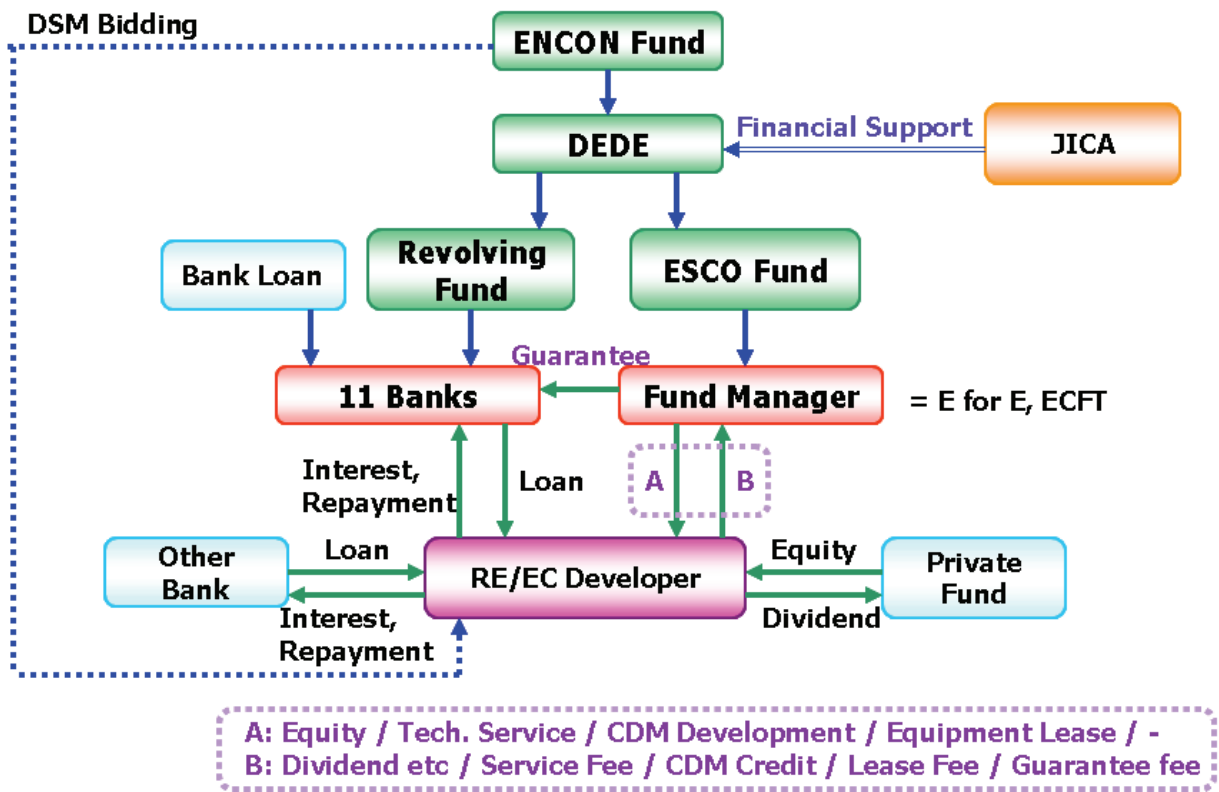 DSM Bidding
ENCON Fund
DEDE
Financial Support
JICA
Bank Loan
Revolving
Fund
ESCO Fund
Guarantee
11 Banks
Fund Manager
= E for E, ECFT
Interest,
Repayment
Loan
A
B
Other
Bank
Loan
RE/EC Developer
Equity
Private
Fund
Interest,
Repayment
Dividend
A: Equity / Tech. Service / CDM Development / Equipment Lease / -
B: Dividend etc / Service Fee / CDM Credit / Lease Fee / Guarantee fee